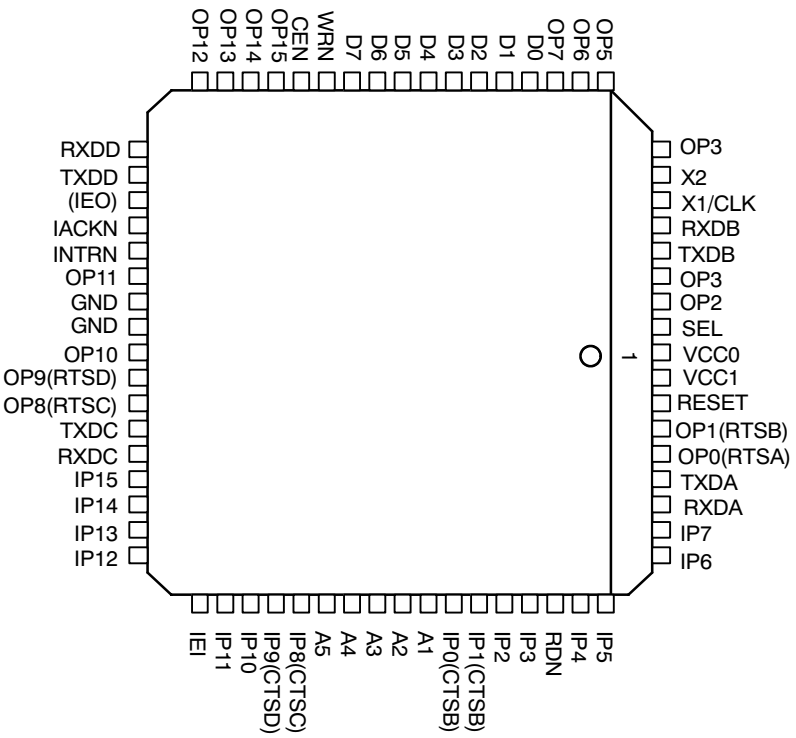 OP12
OP13
OP14
OP15
CEN
WRN
D7
D6
D5
D4
D3
D2
D1
D0
OP7
OP6
OP5
RXDD
TXDD
(IEO)
IACKN
INTRN
OP11
GND
GND
OP10
OP9(RTSD)
OP8(RTSC)
TXDC
RXDC
IP15
IP14
IP13
IP12
1
OP3
X2
X1/CLK
RXDB
TXDB
OP3
OP2
SEL
VCC0
VCC1
RESET
OP1(RTSB)
OP0(RTSA)
TXDA
RXDA
IP7
IP6
IEI
IP11
IP10
IP9(CTSD)
IP8(CTSC)
A5
A4
A3
A2
A1
IP0(CTSB)
IP1(CTSB)
IP2
IP3
RDN
IP4
IP5